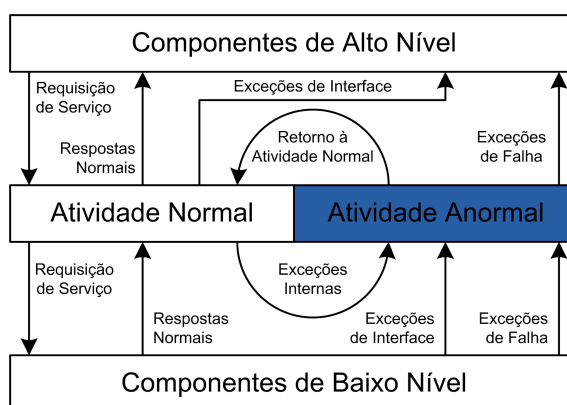 Componentes de Alto Nível
Requisição
de Serviço
Respostas
Normais
Exceções de Interface
Retorno à
Atividade Normal
Exceções
de Falha
Atividade Normal
Atividade Anormal
Requisição
de Serviço
Respostas
Normais
Exceções
Internas
Exceções
de Interface
Exceções
de Falha
Componentes de Baixo Nível